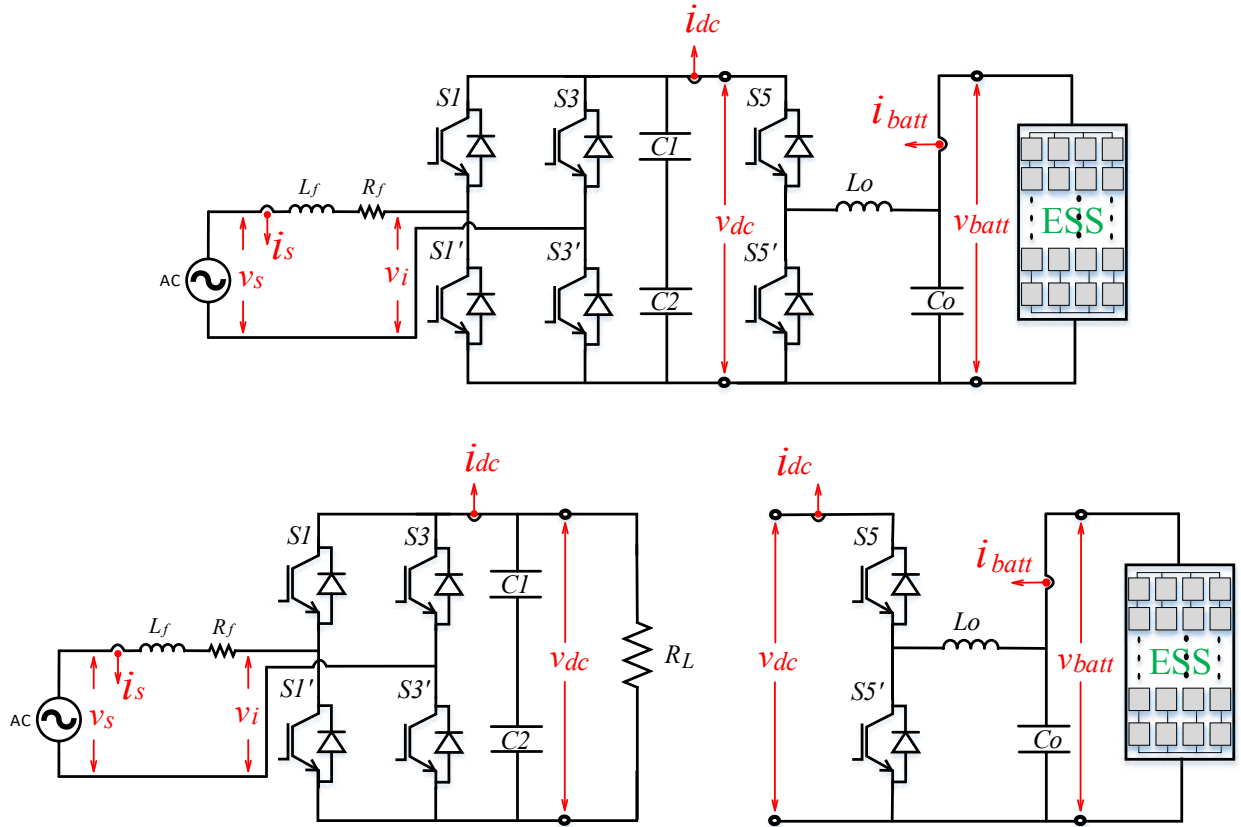 idc
S1
S3
S5
ibatt
C1
Lf
Rf
Lo
vdc
vbatt
ESS
is
S1'
S3'
S5'
vs
vi
AC
C2
Co
idc
idc
S1
S3
S5
ibatt
C1
Lf
Rf
Lo
vdc
RL
vdc
vbatt
ESS
is
S1'
S3'
S5'
AC
vs
vi
C2
Co